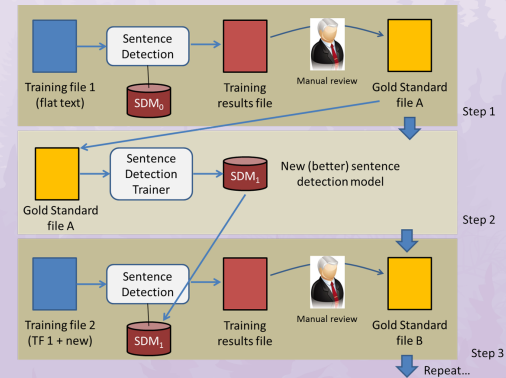 Sentence
Detection
Training file 1
(flat text)
SDM0
Training
results file
Manual review
Gold Standard
file A
Step 1
Gold Standard
file A
Sentence
Detection
Trainer
SDM1
New (better) sentence
detection model
Step 2
Sentence
Detection
Training file 2
(TF 1 + new)
SDM1
Training
results file
Manual review
Gold Standard
file B
Step 3
Repeat...